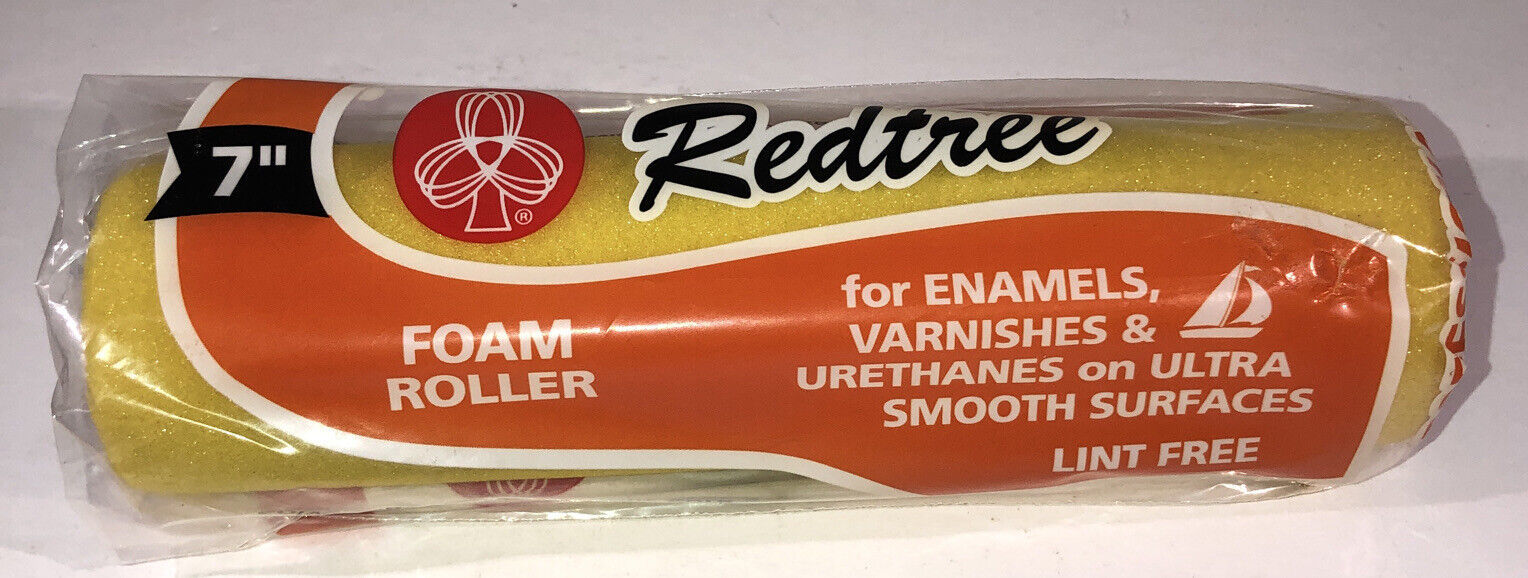 7"
®
Redtree
FOAM
ROLLER
for ENAMELS,
VARNISHES &
URETHANES on ULTRA
SMOOTH SURFACES
LINT FREE